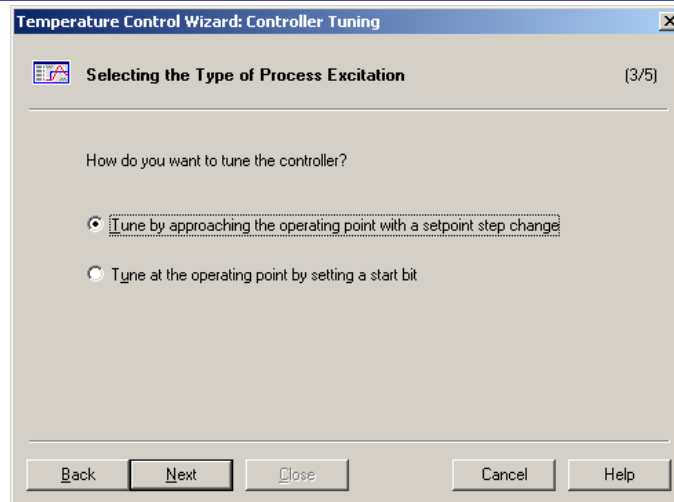 Temperature Control Wizard: Controller Tuning
Selecting the Type of Process Excitation (3/5)
How do you want to tune the controller?
Tune by approaching the operating point with a setpoint step change
Tune at the operating point by setting a start bit
Back Next Close Cancel Help